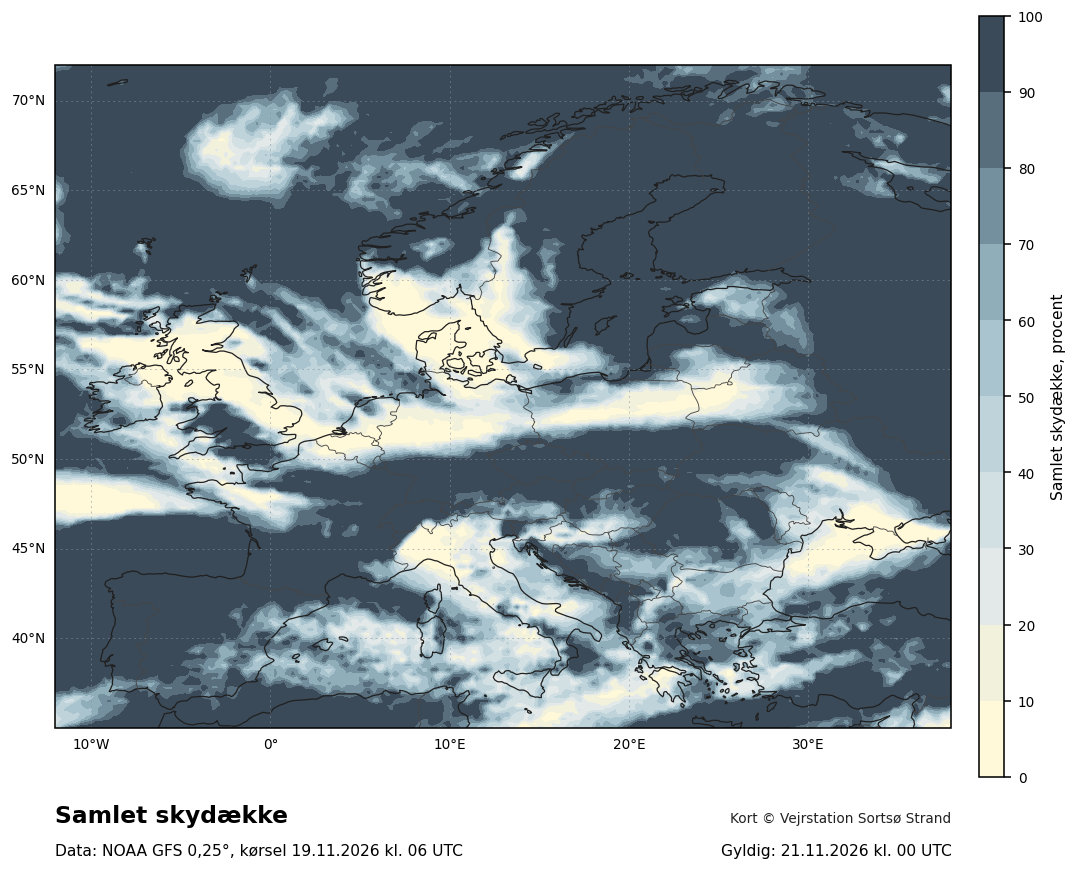 100
90
80
70
60
50
40
30
20
10
0
Samlet skydække, procent
70°N
65°N
60°N
55°N
50°N
45°N
40°N
10°W
0°
10°E
20°E
30°E
Samlet skydække
Kort © Vejrstation Sortsø Strand
Data: NOAA GFS 0,25°, kørsel 19.11.2026 kl. 06 UTC
Gyldig: 21.11.2026 kl. 00 UTC